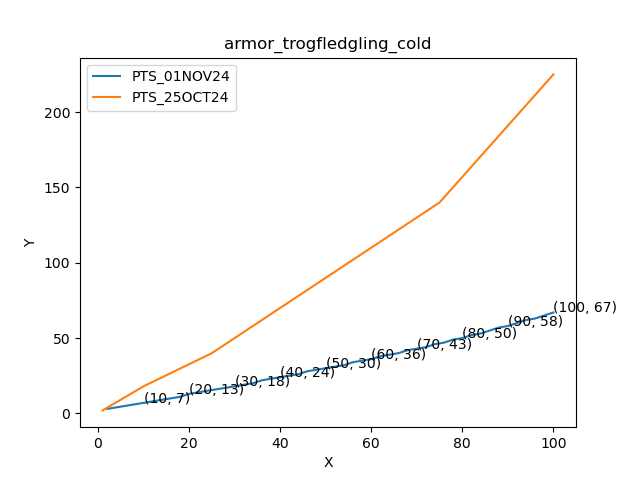 armor_trogfledgling_cold
PTS_01NOV24
PTS_25OCT24
200
150
100
50
0
Y
(10, 7)
(20, 13)
(30, 18)
(40, 24)
(50, 30)
(60, 36)
(70, 43)
(80, 50)
(90, 58)
(100, 67)
0 20 40 60 80 100
X